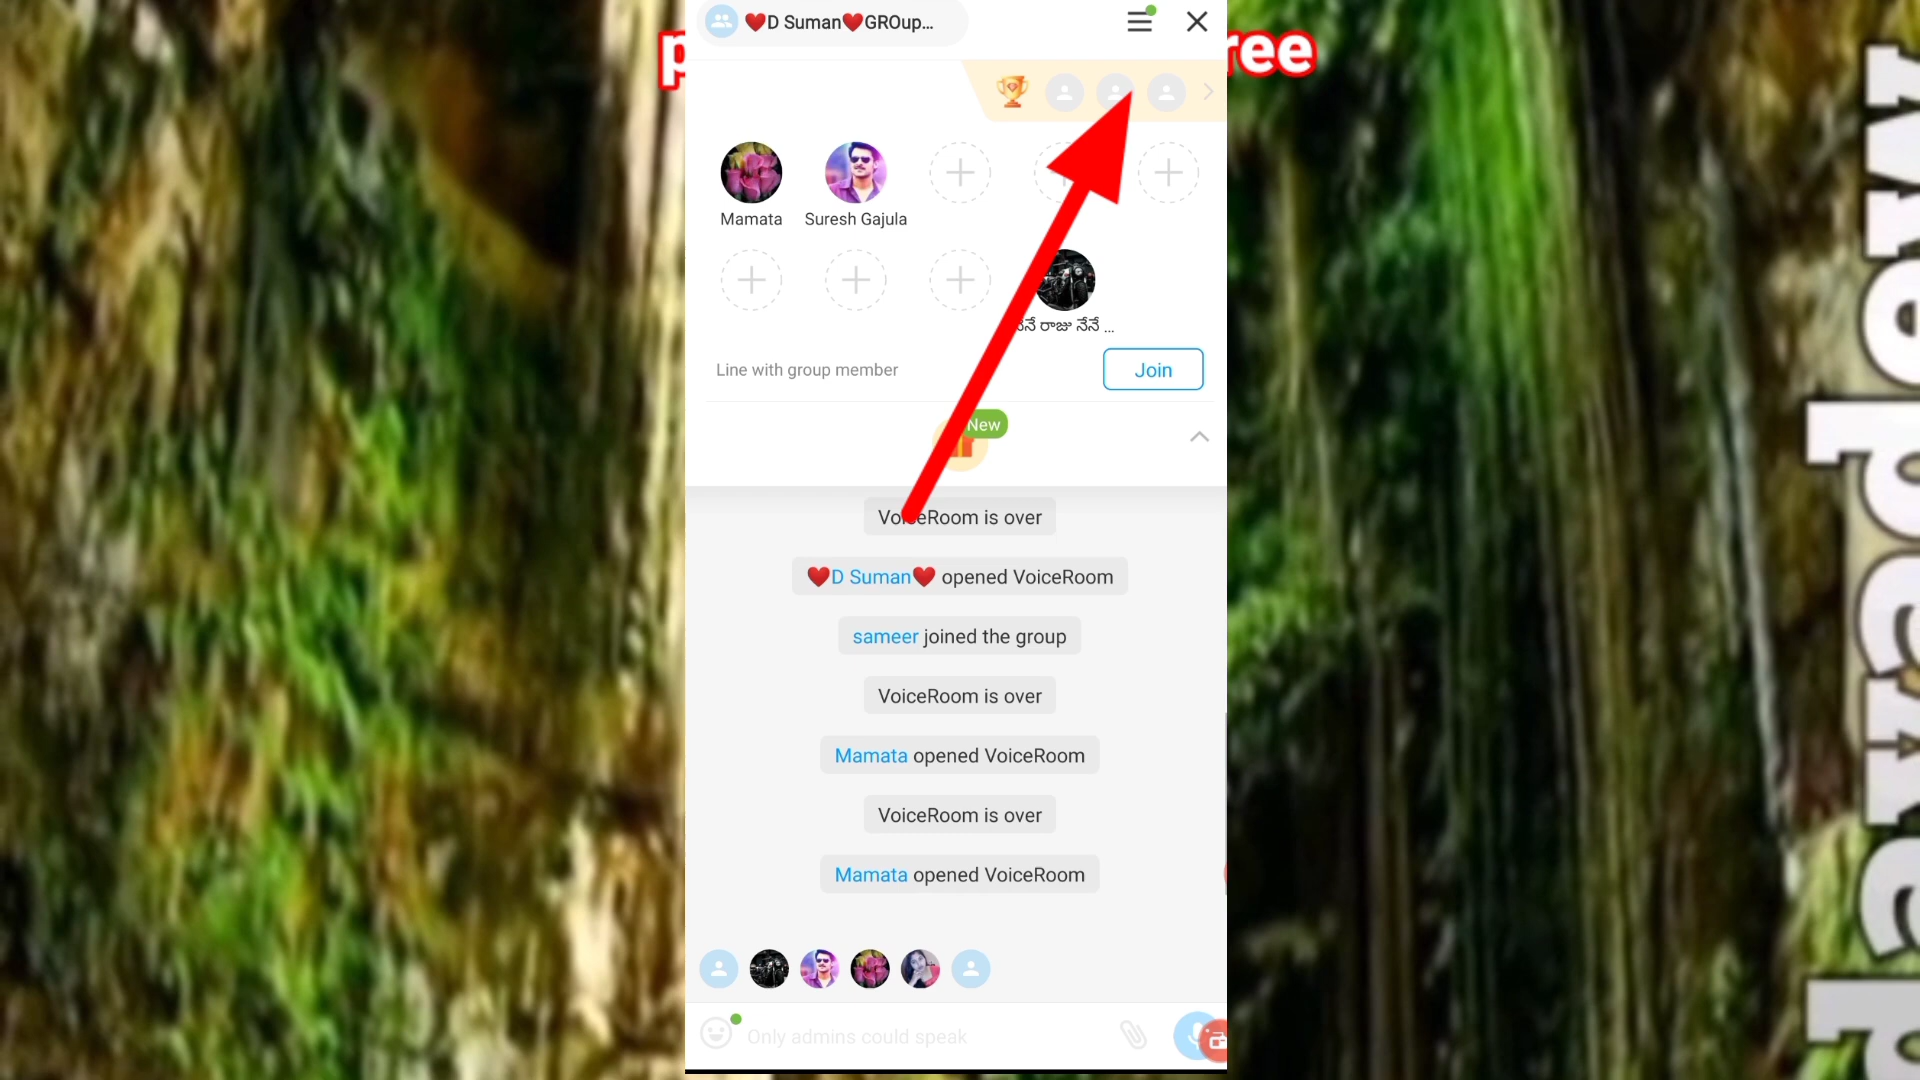 ❤️D Suman❤️GROup...
p
ree
Mamata
Suresh Gajula
రాజు నేనే ...
Line with group member
Join
New
VoiceRoom is over
❤️D Suman❤️ opened VoiceRoom
sameer joined the group
VoiceRoom is over
Mamata opened VoiceRoom
VoiceRoom is over
Mamata opened VoiceRoom
Only admins could speak